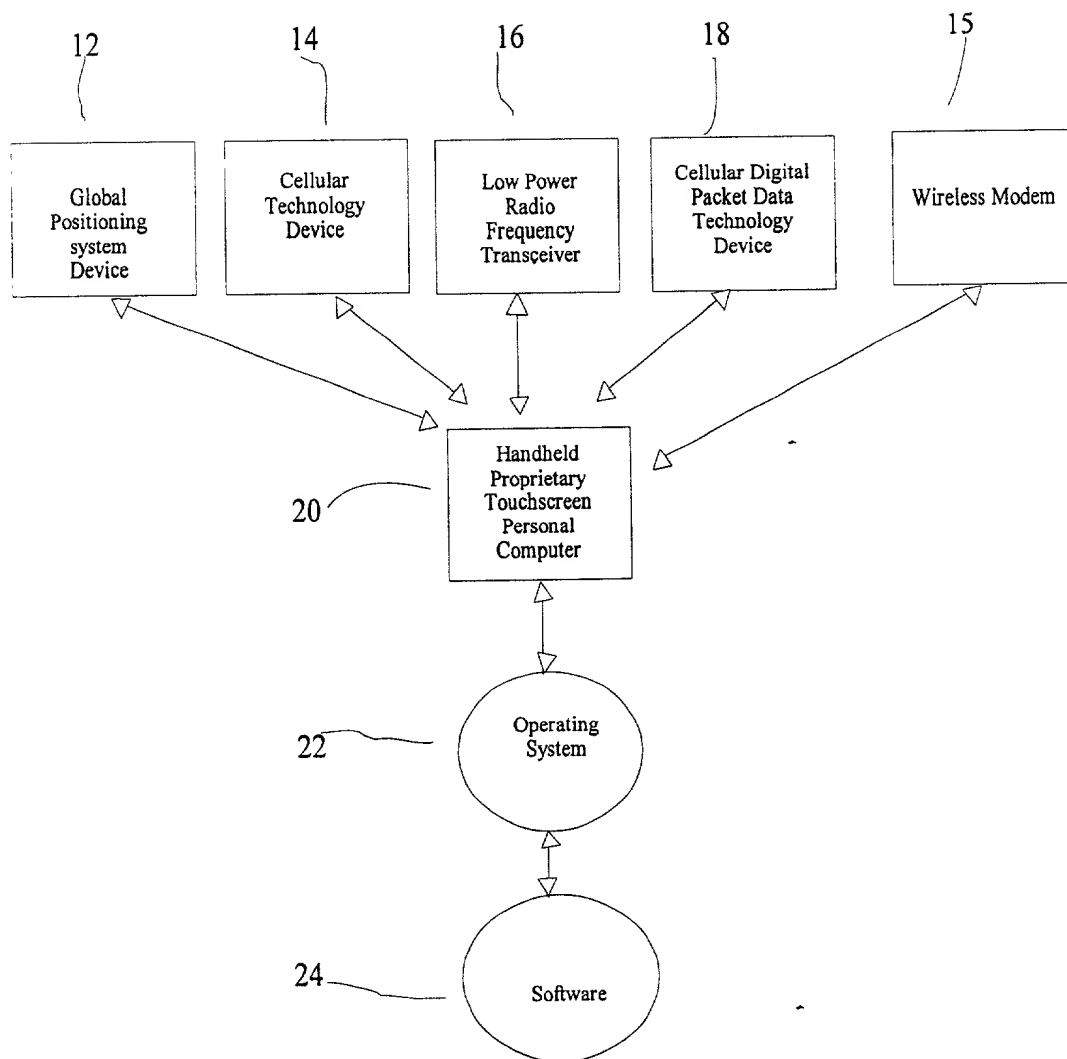 12
14
16
18
15
Global
Positioning
system
Device
Cellular
Technology
Device
Low Power
Radio
Frequency
Transceiver
Cellular Digital
Packet Data
Technology
Device
Wireless Modem
20
Handheld
Proprietary
Touchscreen
Personal
Computer
22
Operating
System
24
Software